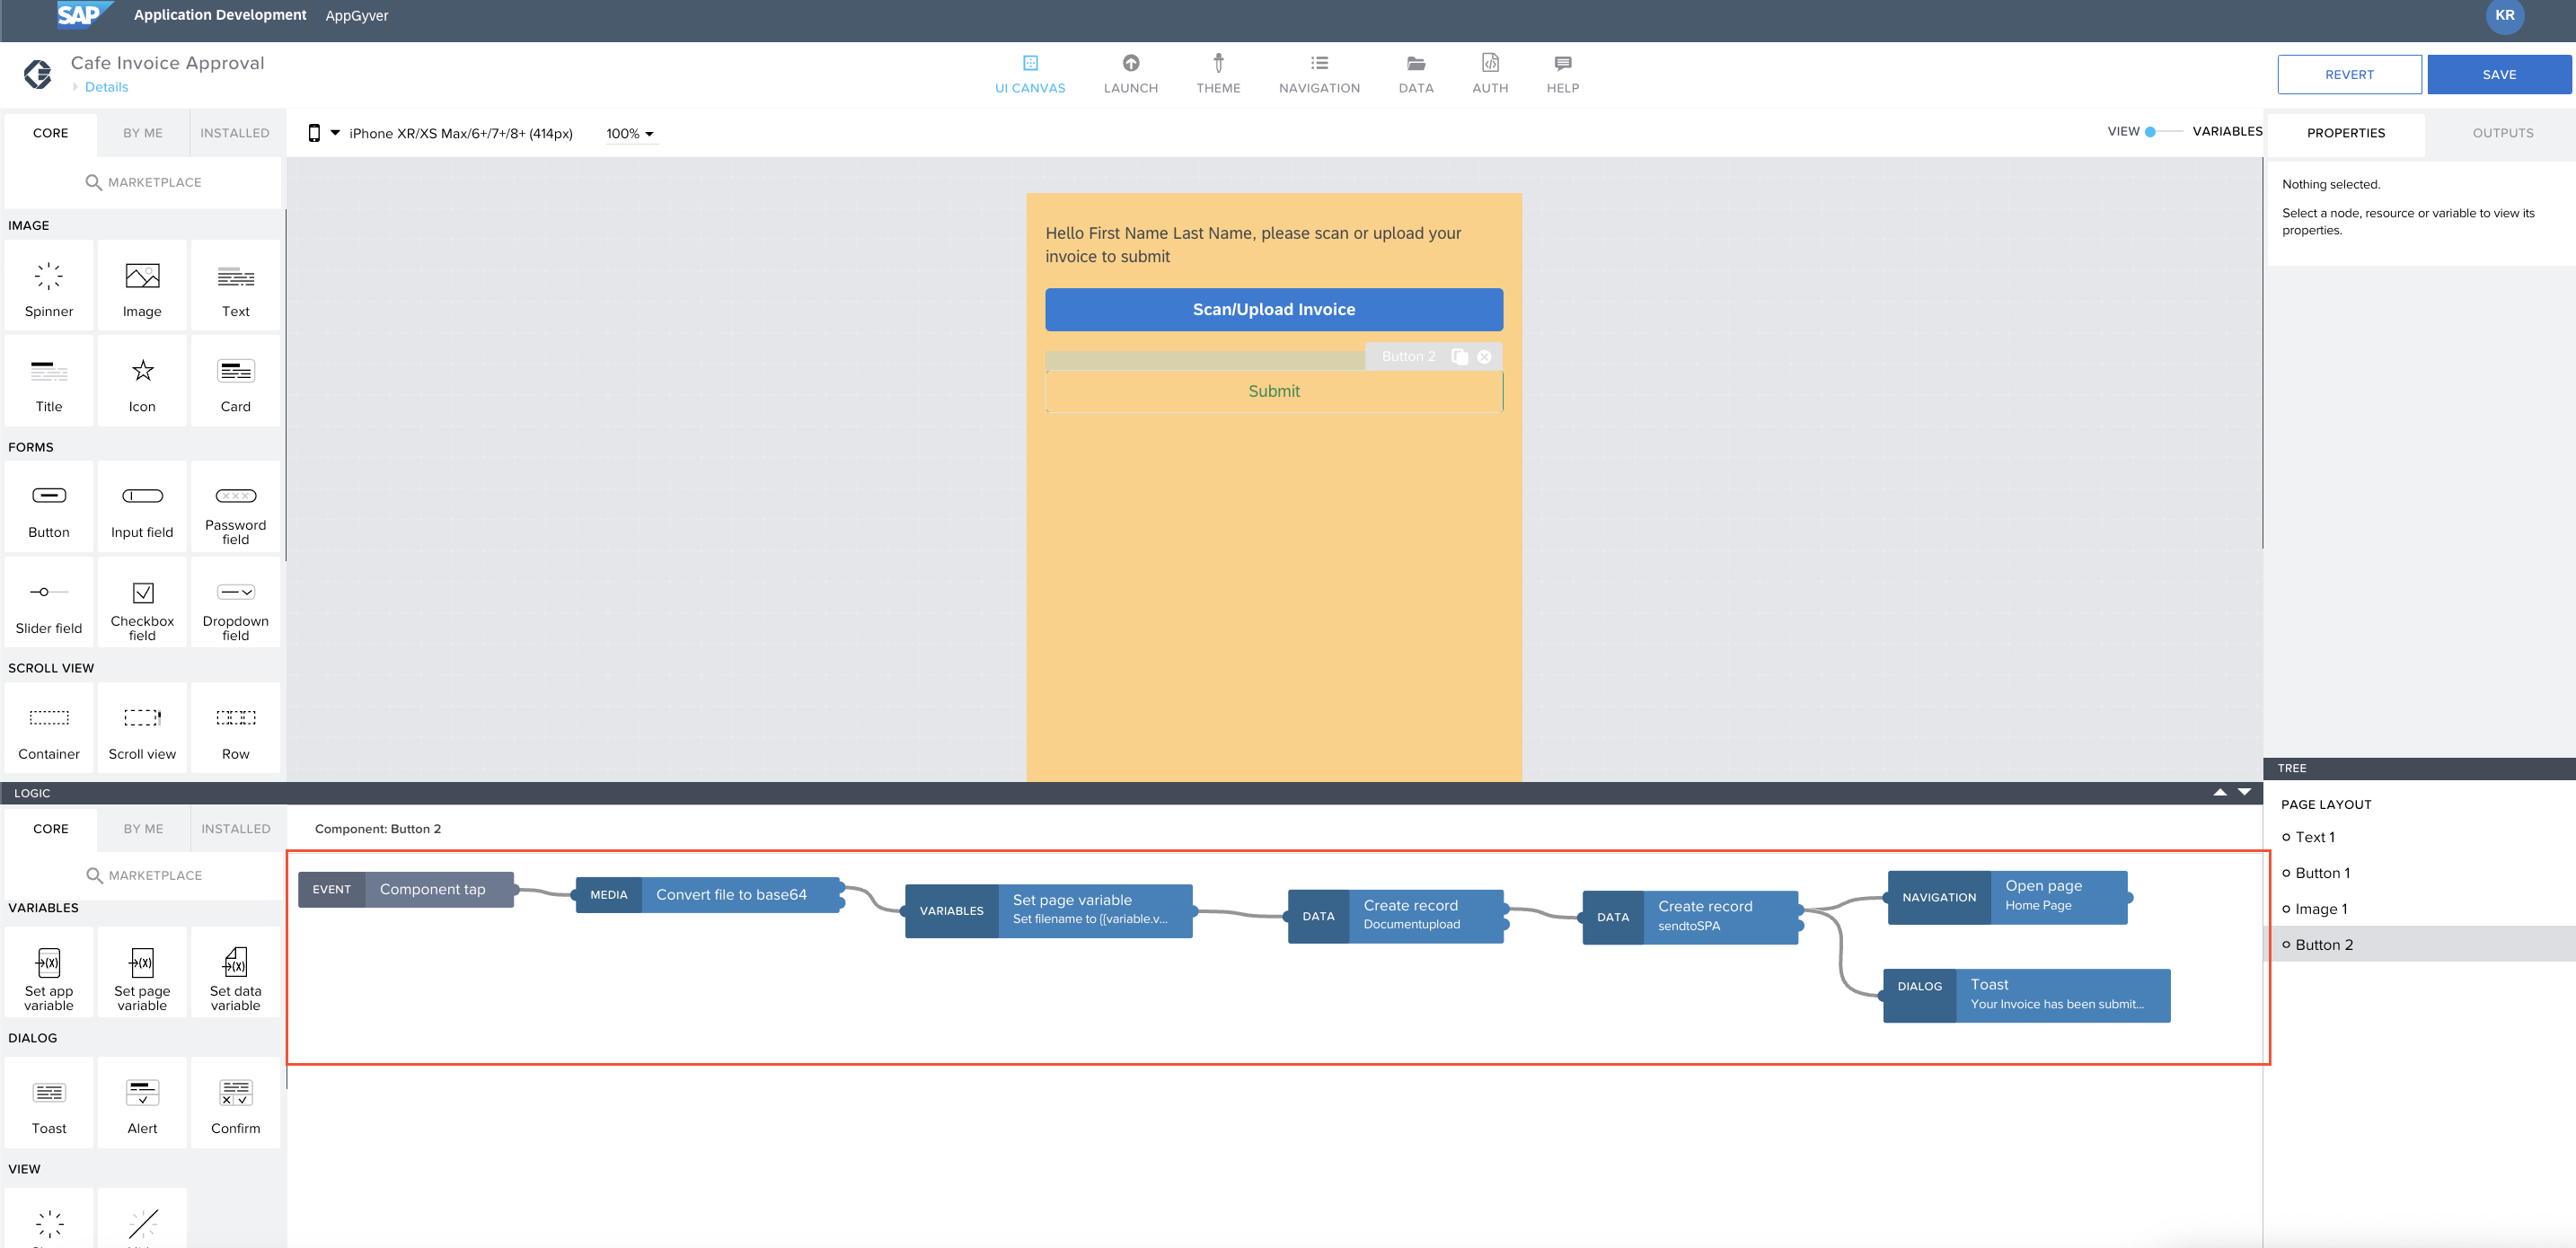 SAP Application Development AppGyver KR
Cafe Invoice Approval
Details
UI CANVAS LAUNCH THEME NAVIGATION DATA AUTH HELP
REVERT SAVE
CORE BY ME INSTALLED
MARKETPLACE
iPhone XR/XS Max/6+/7+/8+ (414px) 100%
VIEW VARIABLES
PROPERTIES OUTPUTS
Nothing selected.
Select a node, resource or variable to view its
properties.
IMAGE
Spinner Image Text
Title Icon Card
FORMS
Button Input field Password
field
Slider field Checkbox
field Dropdown
field
SCROLL VIEW
Container Scroll view Row
Hello First Name Last Name, please scan or upload your
invoice to submit
Scan/Upload Invoice
Button 2
Submit
LOGIC
CORE BY ME INSTALLED
MARKETPLACE
VARIABLES
Set app
variable Set page
variable Set data
variable
DIALOG
Toast Alert Confirm
VIEW
Component: Button 2
EVENT Component tap
MEDIA Convert file to base64
VARIABLES Set page variable
Set filename to {{variable.v...
DATA Create record
Documentupload
DATA Create record
sendtoSPA
NAVIGATION Open page
Home Page
DIALOG Toast
Your Invoice has been submit...
TREE
PAGE LAYOUT
Text 1
Button 1
Image 1
Button 2